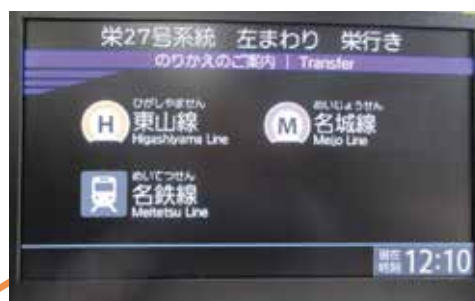 栄27号系統 左まわり 栄行き
のりかえのご案内 | Transfer
ひがしやません
H 東山線
Higashiyama Line
めいじょうせん
M 名城線
Meijo Line
めいてつせん
名鉄線
Meitetsu Line
現在時刻 12:10